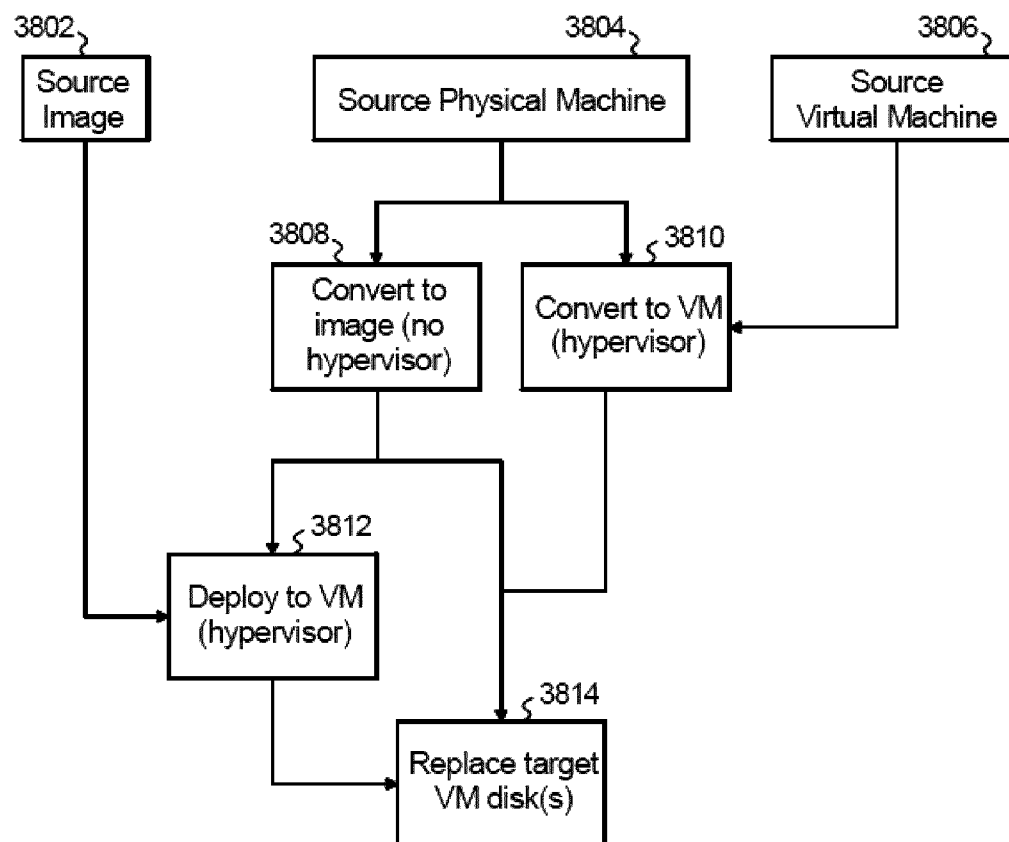 3802
3804
3806
Source
Image
Source Physical Machine
Source
Virtual Machine
3808
3810
Convert to
image (no
hypervisor)
Convert to VM
(hypervisor)
3812
Deploy to VM
(hypervisor)
3814
Replace target
VM disk(s)